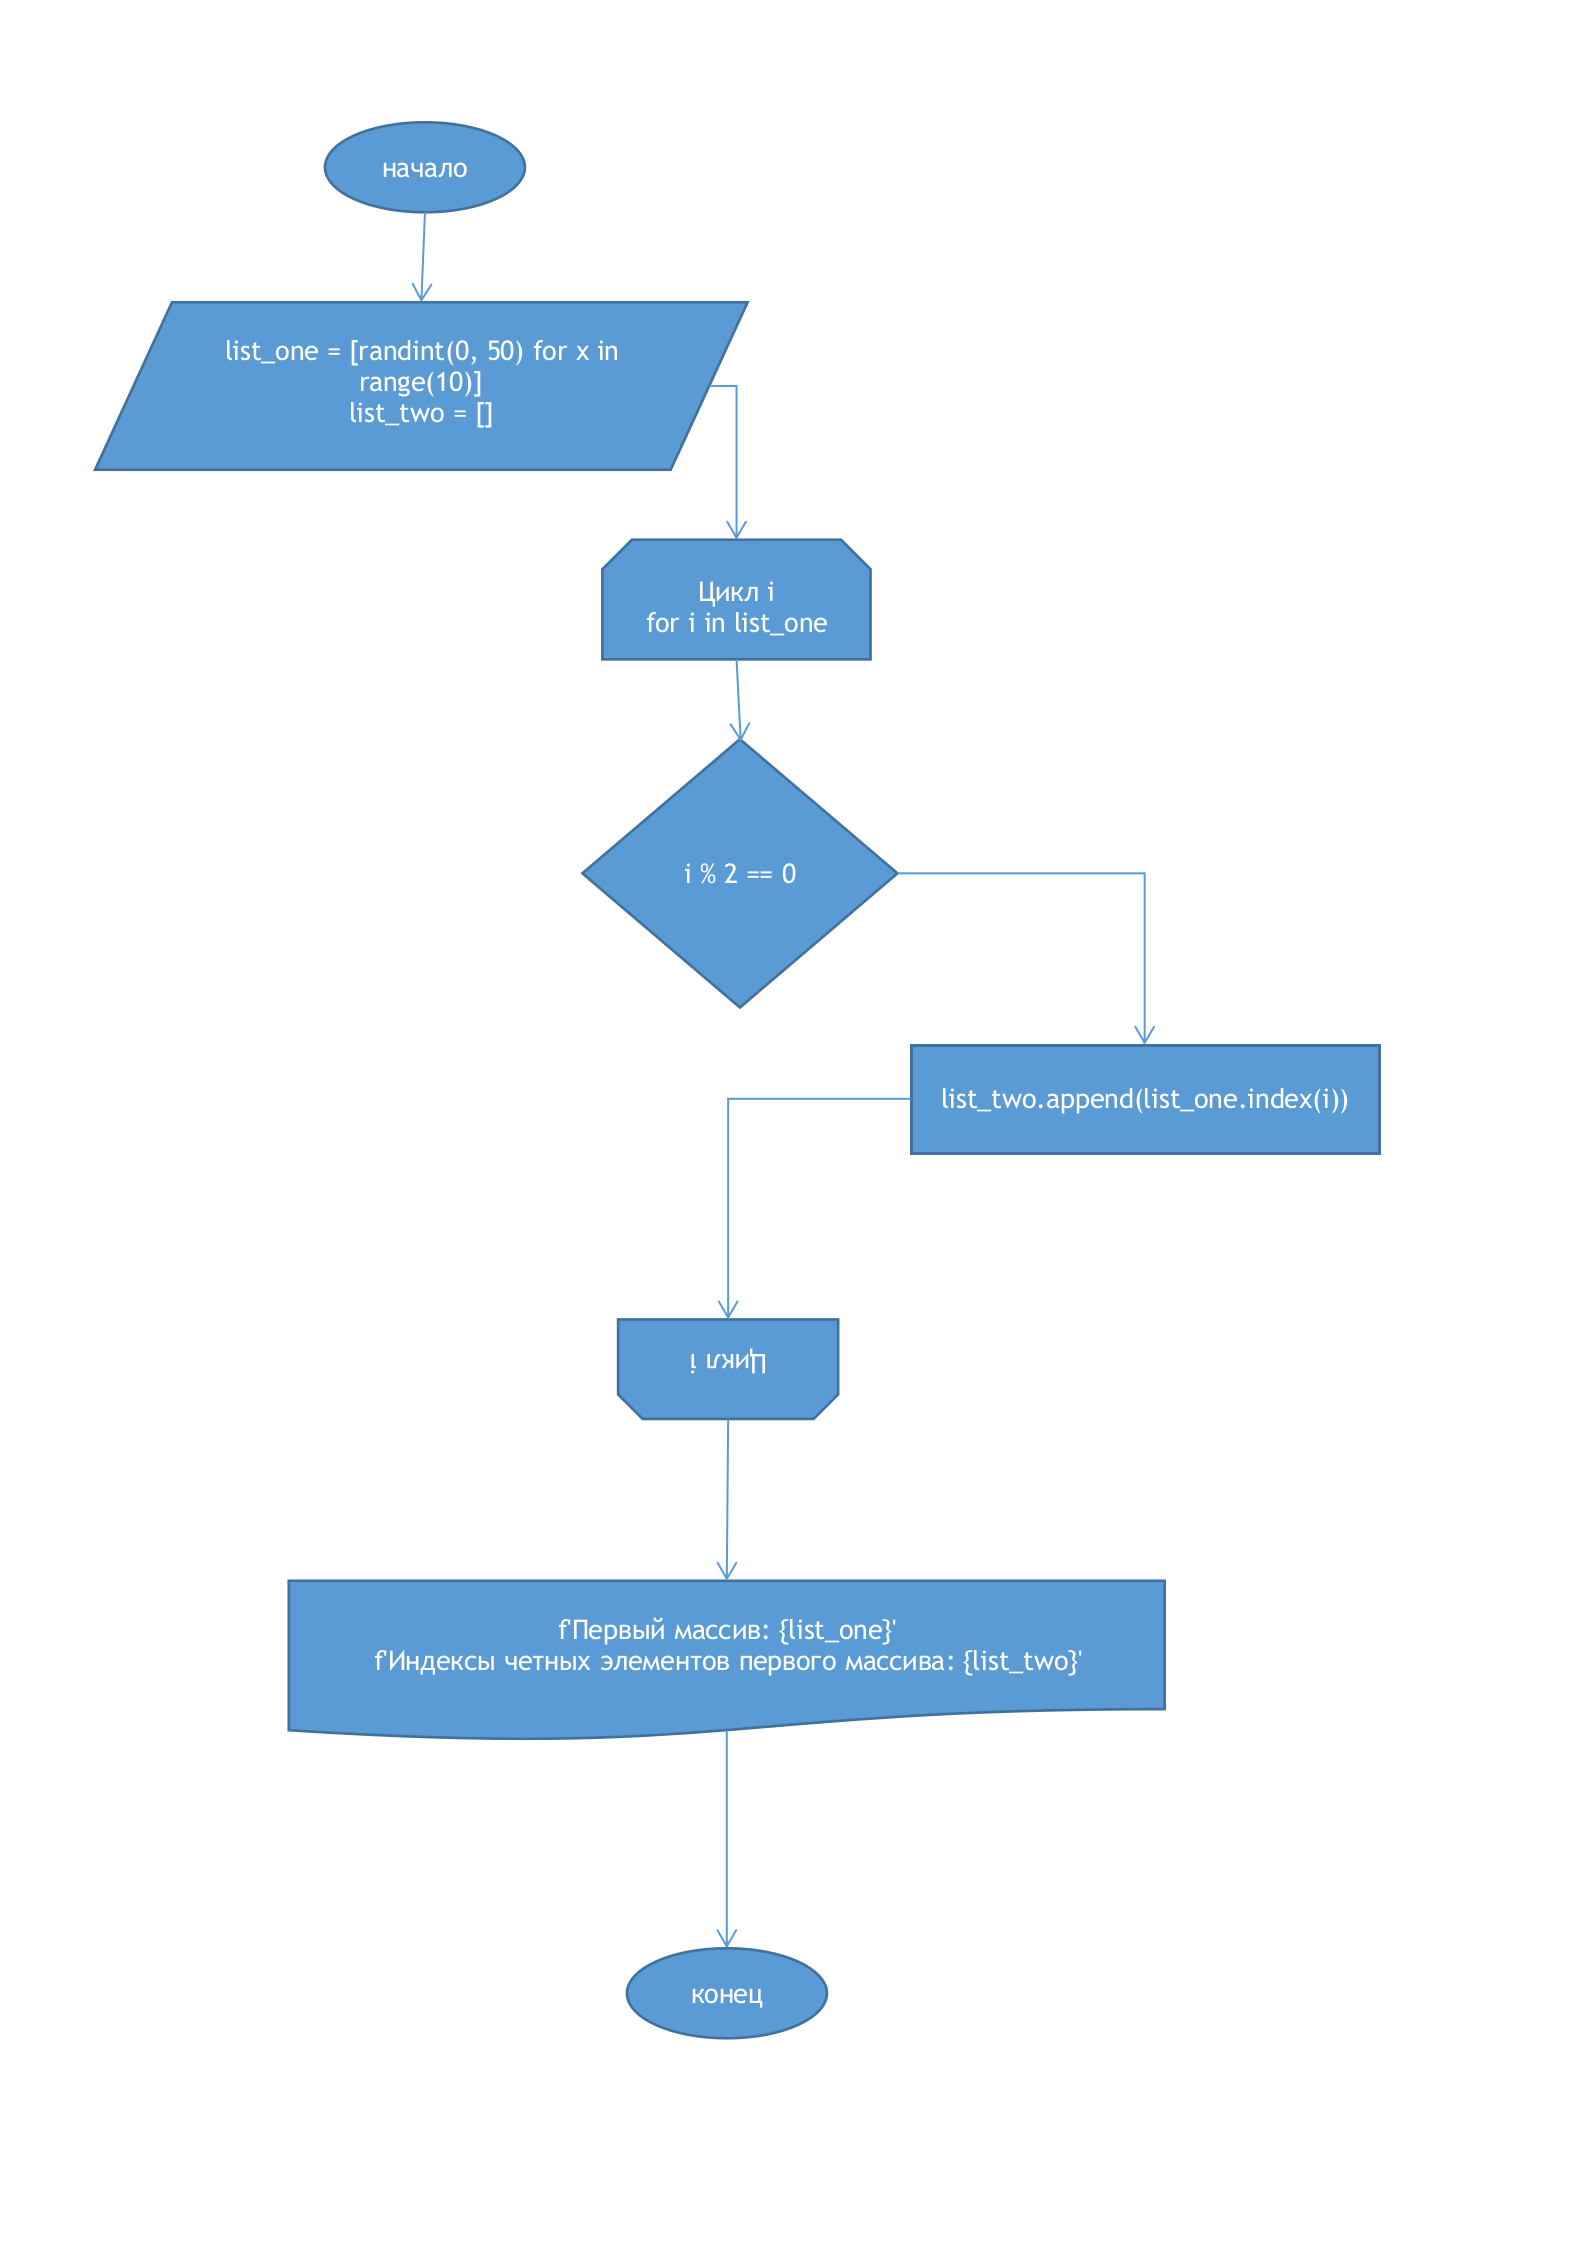 начало
list_one = [randint(0, 50) for x in
range(10)]
list_two = []
Цикл i
for i in list_one
i % 2 == 0
list_two.append(list_one.index(i))
Цикл i
f'Первый массив: {list_one}'
f'Индексы четных элементов первого массива: {list_two}'
конец